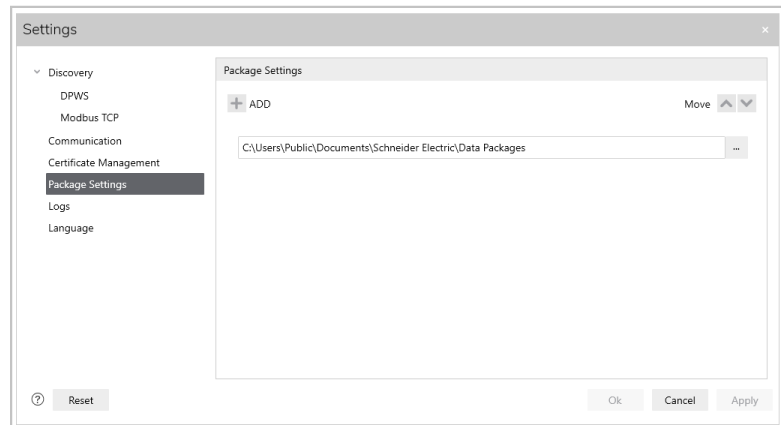 Settings
Discovery
DPWS
Modbus TCP
Communication
Certificate Management
Package Settings
Logs
Language
Package Settings
ADD
Move
C:\Users\Public\Documents\Schneider Electric\Data Packages
...
Reset
Ok
Cancel
Apply